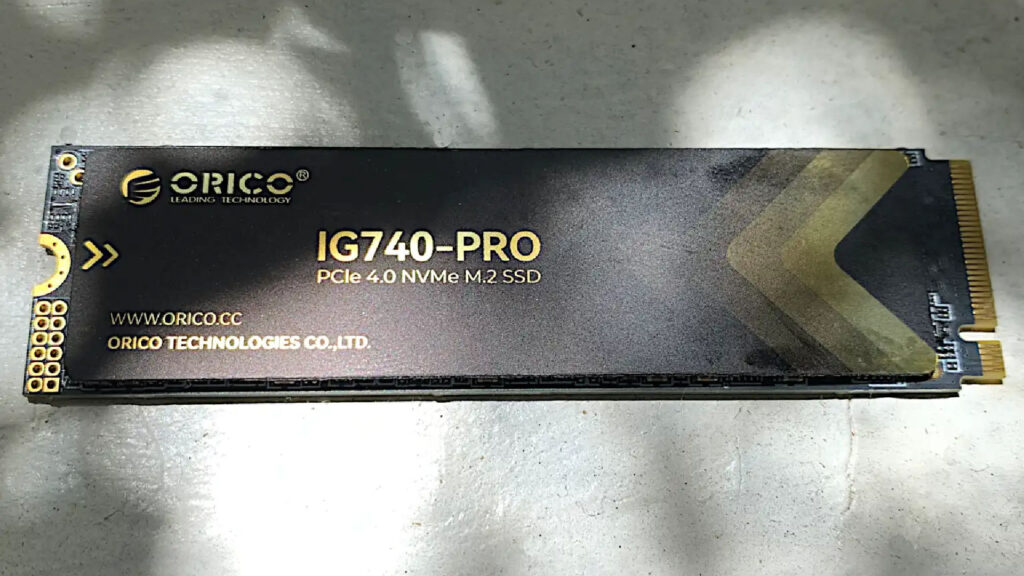 ORICO®
LEADING TECHNOLOGY
IG740-PRO
PCIe 4.0 NVMe M.2 SSD
WWW.ORICO.CC
ORICO TECHNOLOGIES CO.,LTD.